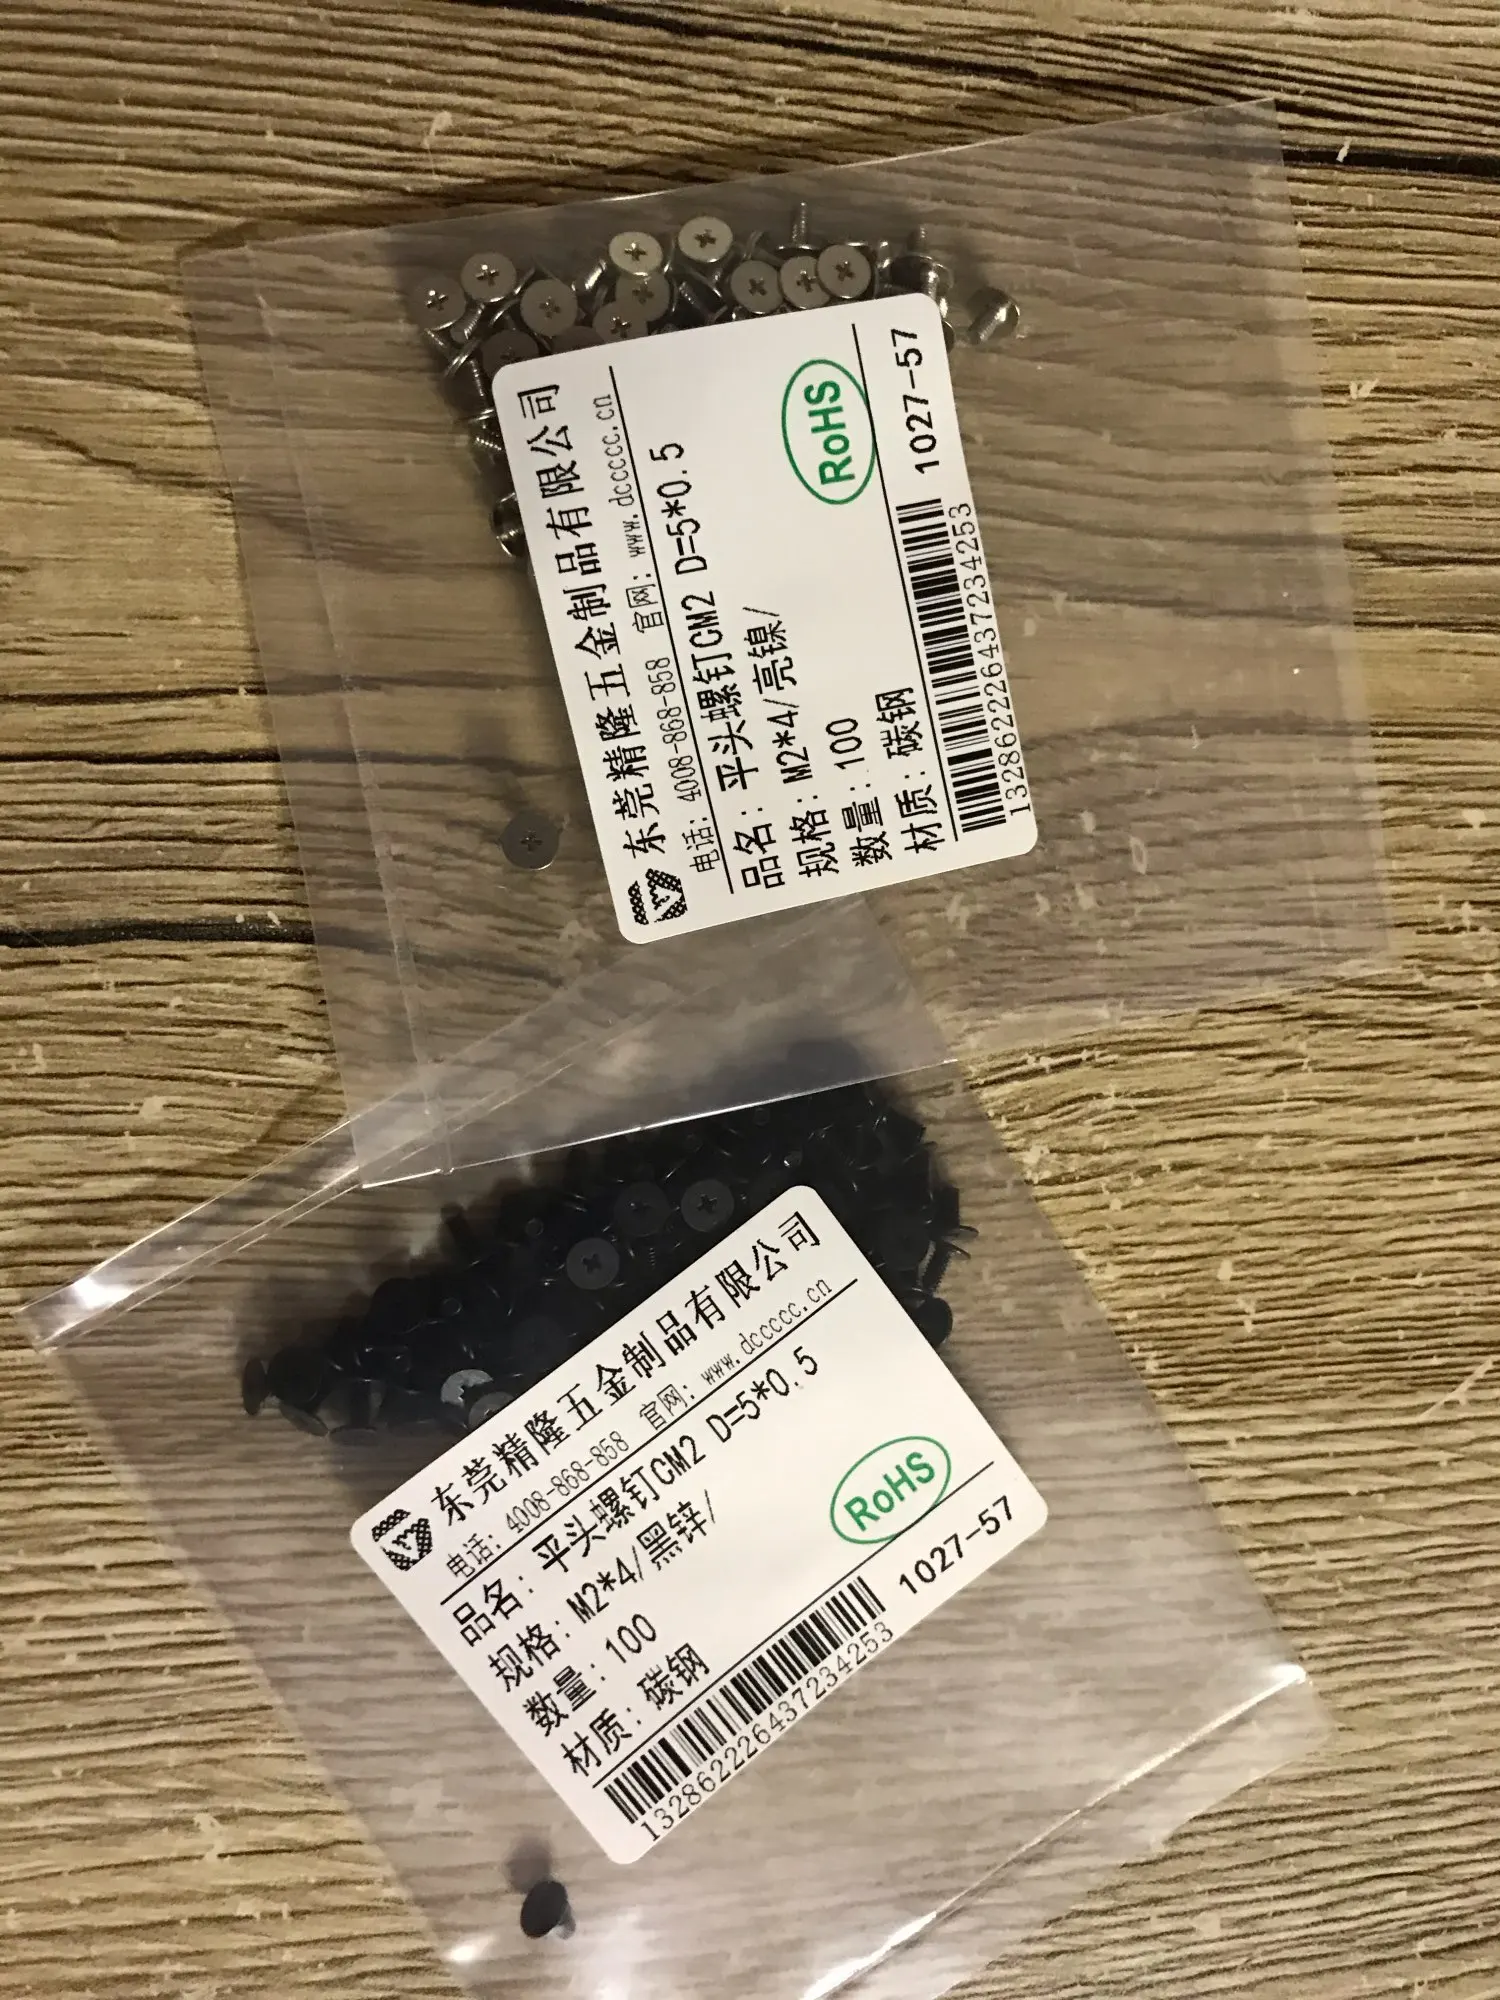 东莞精隆五金制品有限公司
电话: 4008-868-858 官网: www.dcccccc.cn
品名: 平头螺钉CM2 D=5*0.5
规格: M2*4/亮镍/
数量: 100
材质: 碳钢
RoHS
1027-57
132862226437234253
东莞精隆五金制品有限公司
电话: 4008-868-858 官网: www.dcccccc.cn
品名: 平头螺钉CM2 D=5*0.5
规格: M2*4/黑锌/
数量: 100
材质: 碳钢
RoHS
1027-57
132862226437234253